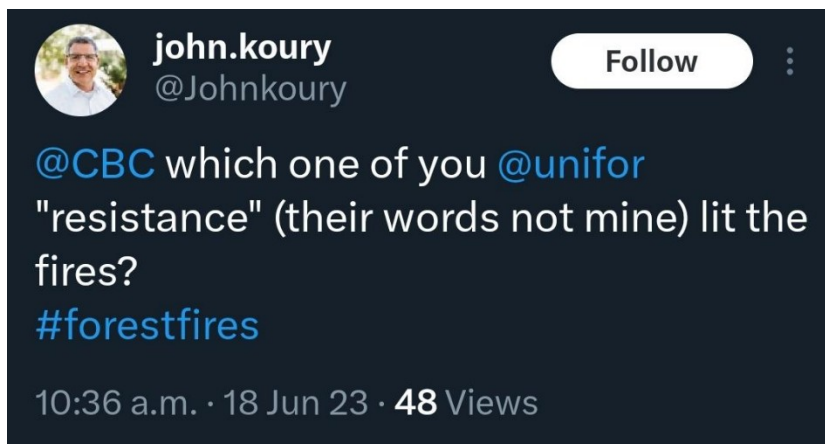 john.koury
Follow
@Johnkoury
@CBC which one of you @unifor
"resistance" (their words not mine) lit the
fires?
#forestfires
10:36 a.m. · 18 Jun 23 · 48 Views